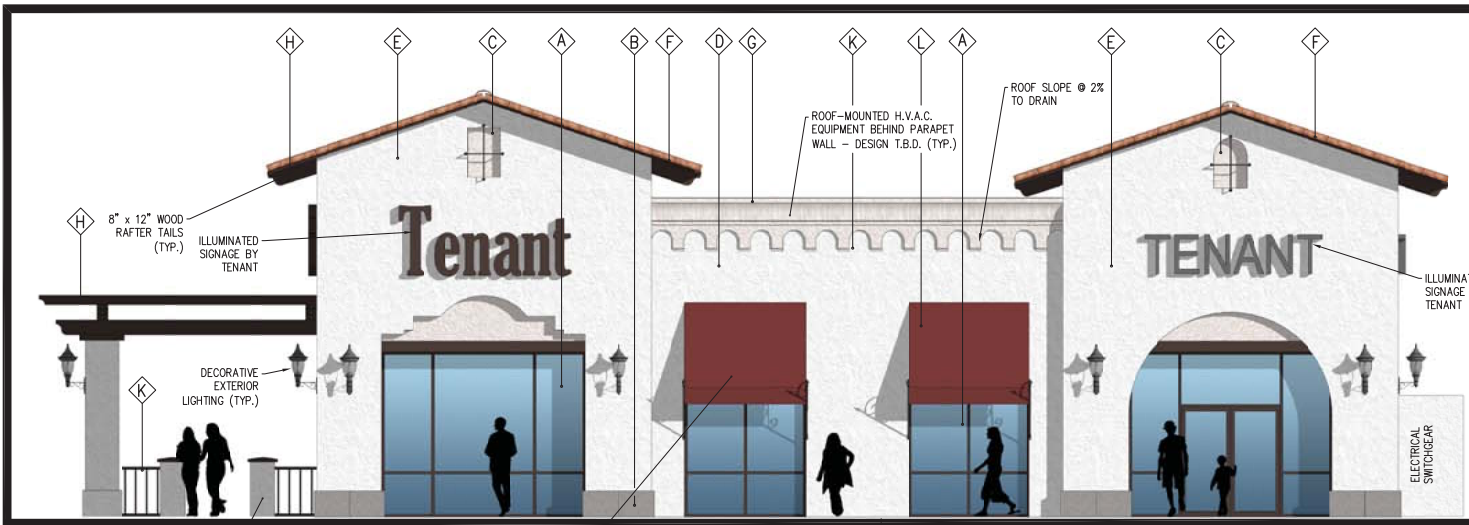 H
E
C
A
B
F
D
G
K
L
A
E
C
F
ROOF SLOPE @ 2%
TO DRAIN
ROOF-MOUNTED H.V.A.C.
EQUIPMENT BEHIND PARAPET
WALL - DESIGN T.B.D. (TYP.)
H
8" x 12" WOOD
RAFTER TAILS
(TYP.)
ILLUMINATED
SIGNAGE BY
TENANT
Tenant
TENANT
ILLUMINA
SIGNAGE
TENANT
DECORATIVE
EXTERIOR
LIGHTING (TYP.)
K
ELECTRICAL
SWITCHGEAR